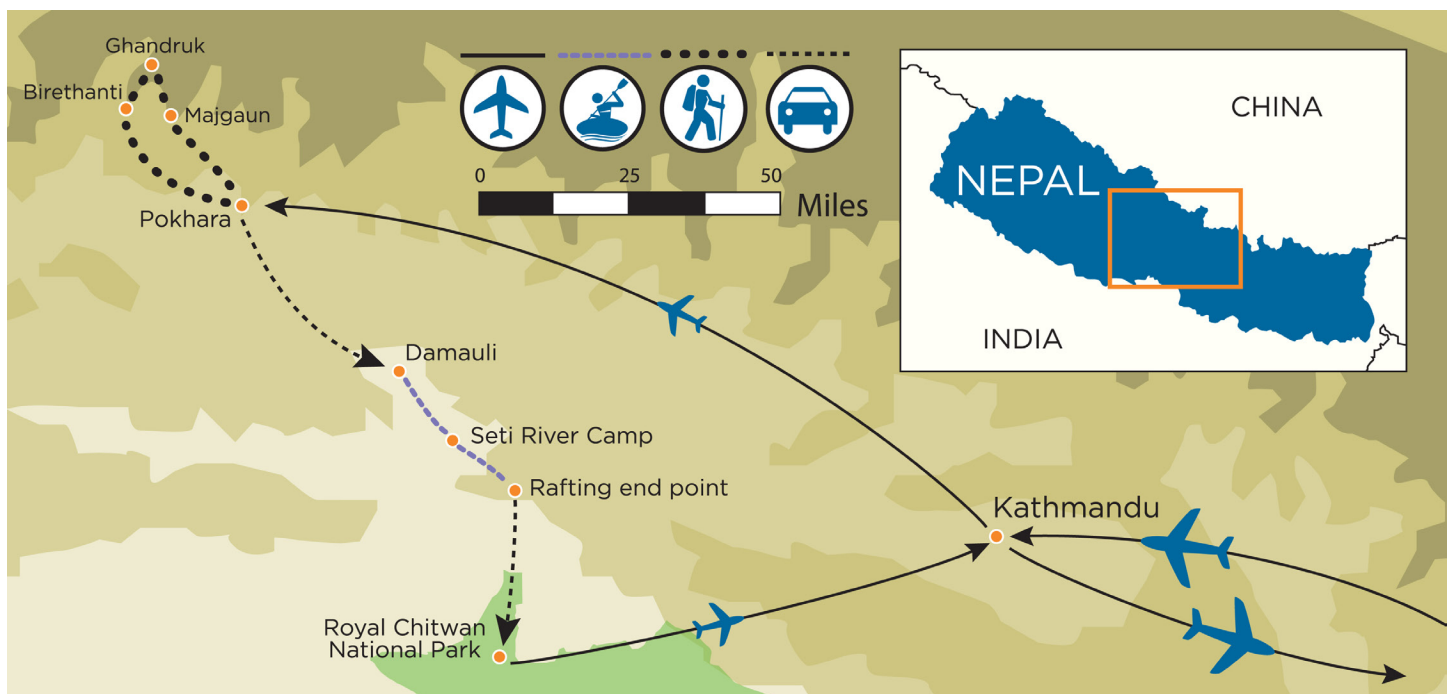 Ghandruk
Birethanti
Majgaun
Pokhara
0 25 50
Miles
CHINA
NEPAL
INDIA
Damauli
Seti River Camp
Rafting end point
Kathmandu
Royal Chitwan
National Park